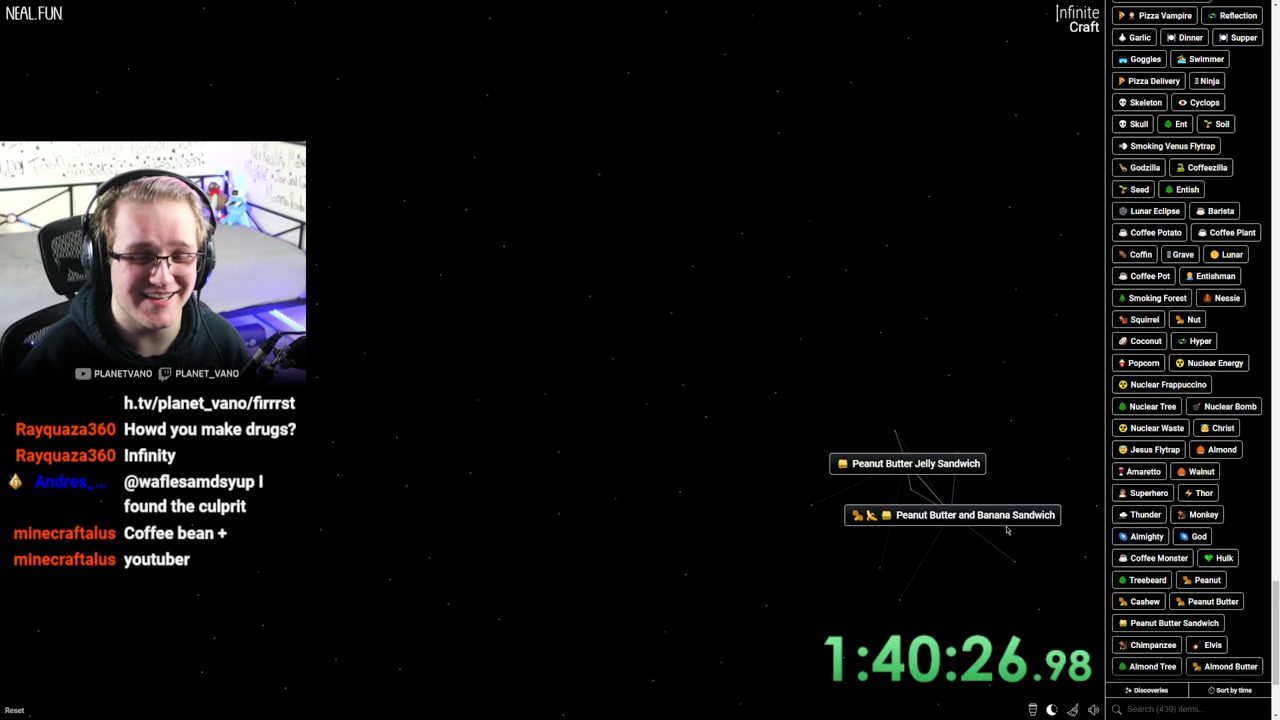 NEAL.FUN
Infinite
Craft
PLANETVANO PLANET_VANO
h.tv/planet_vano/firrrst
Rayquaza360 Howd you make drugs?
Rayquaza360 Infinity
Andres_... @waflesamdsyup I
found the culprit
minecraftalus Coffee bean +
minecraftalus youtuber
Peanut Butter Jelly Sandwich
Peanut Butter and Banana Sandwich
1:40:26.98
Reset
Pizza Vampire Reflection
Garlic Dinner Supper
Goggles Swimmer
Pizza Delivery Ninja
Skeleton Cyclops
Skull Ent Soil
Smoking Venus Flytrap
Godzilla Coffeezilla
Seed Entish
Lunar Eclipse Barista
Coffee Potato Coffee Plant
Coffin Grave Lunar
Coffee Pot Entishman
Smoking Forest Nessie
Squirrel Nut
Coconut Hyper
Popcorn Nuclear Energy
Nuclear Frappuccino
Nuclear Tree Nuclear Bomb
Nuclear Waste Christ
Jesus Flytrap Almond
Amaretto Walnut
Superhero Thor
Thunder Monkey
Almighty God
Coffee Monster Hulk
Treebeard Peanut
Cashew Peanut Butter
Peanut Butter Sandwich
Chimpanzee Elvis
Almond Tree Almond Butter
Discoveries Sort by time
Search (439) items...